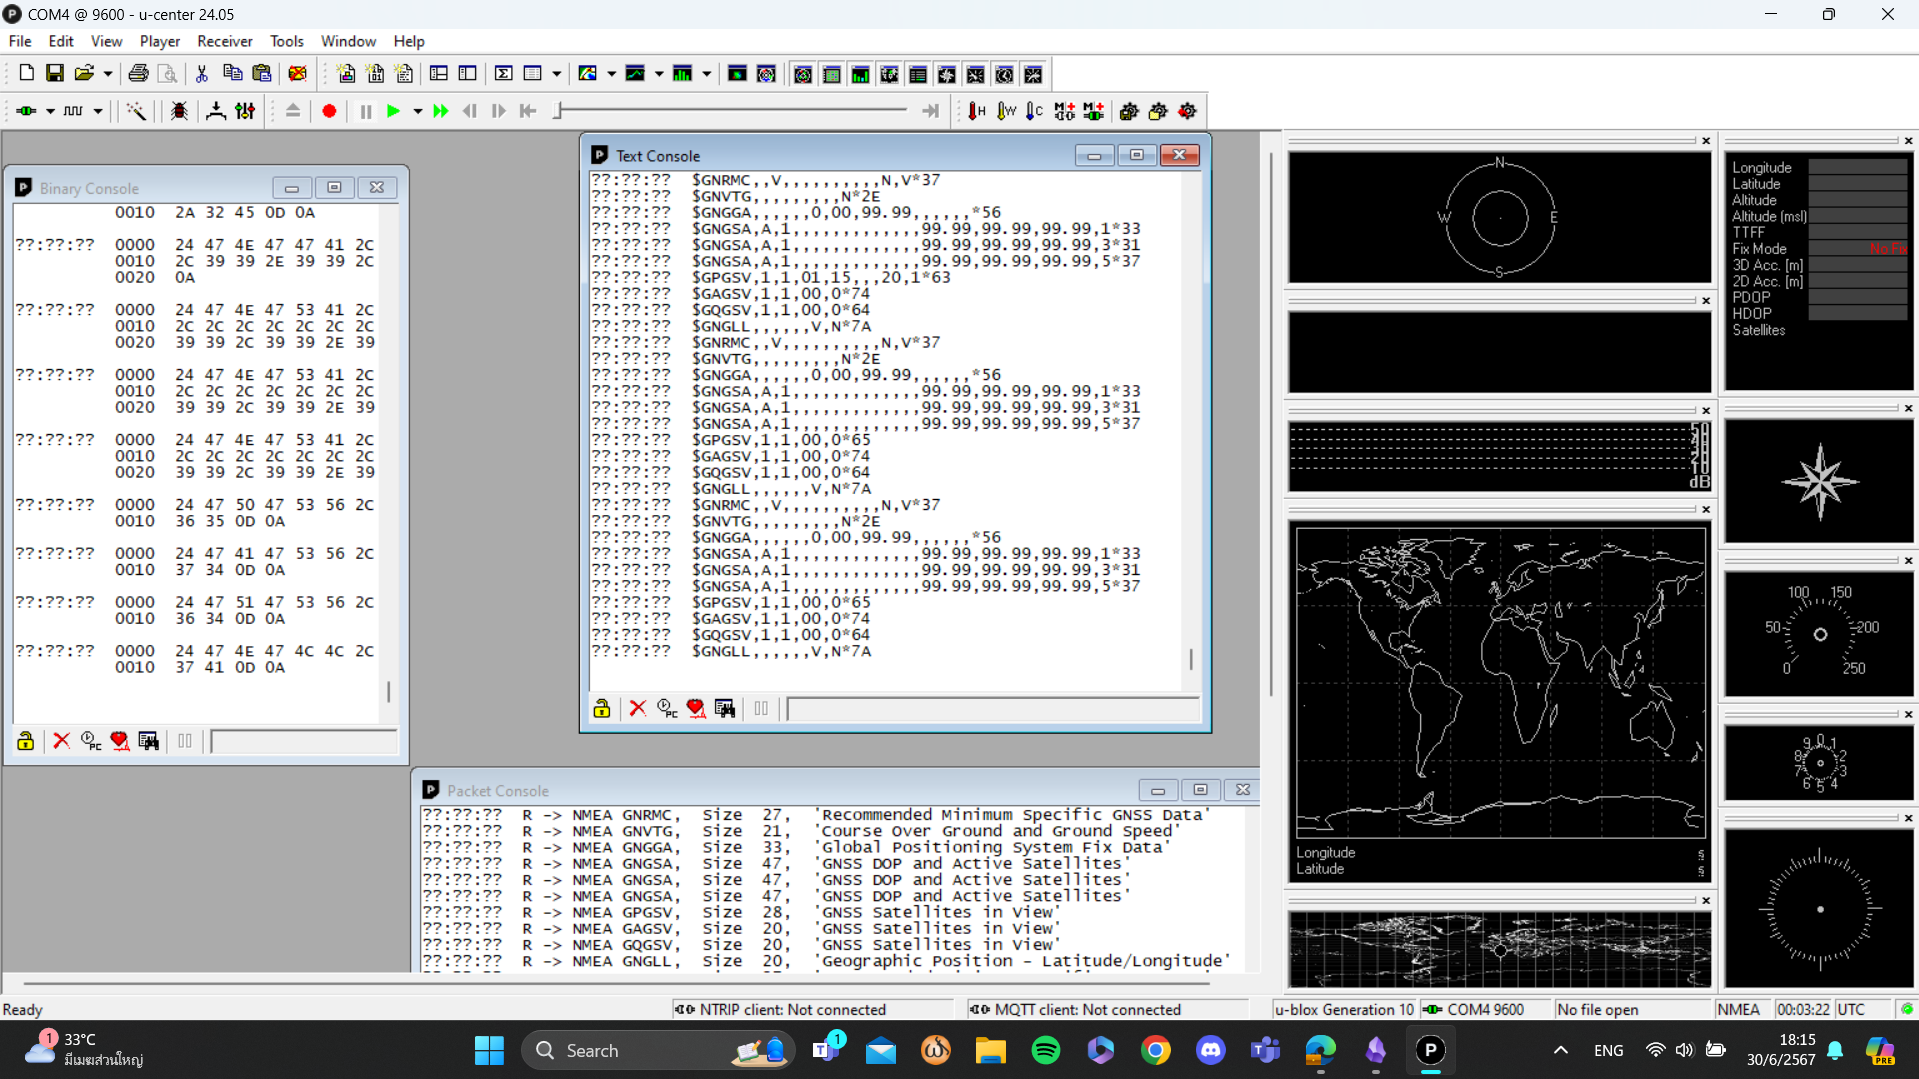 COM4 @ 9600 - u-center 24.05
File Edit View Player Receiver Tools Window Help
Binary Console
0010 2A 32 45 0D 0A
??:??:?? 0000 24 47 4E 47 47 41 2C
0010 2C 39 39 2E 39 39 2C
0020 0A
??:??:?? 0000 24 47 4E 47 53 41 2C
0010 2C 2C 2C 2C 2C 2C 2C
0020 39 39 2C 39 39 2E 39
??:??:?? 0000 24 47 4E 47 53 41 2C
0010 2C 2C 2C 2C 2C 2C 2C
0020 39 39 2C 39 39 2E 39
??:??:?? 0000 24 47 4E 47 53 41 2C
0010 2C 2C 2C 2C 2C 2C 2C
0020 39 39 2C 39 39 2E 39
??:??:?? 0000 24 47 50 47 53 56 2C
0010 36 35 0D 0A
??:??:?? 0000 24 47 41 47 53 56 2C
0010 37 34 0D 0A
??:??:?? 0000 24 47 51 47 53 56 2C
0010 36 34 0D 0A
??:??:?? 0000 24 47 4E 47 4C 4C 2C
0010 37 41 0D 0A
Text Console
??:??:?? $GNRMC,,V,,,,,,,,,,N,V*37
??:??:?? $GNVTG,,,,,,,,,N*2E
??:??:?? $GNGGA,,,,,,0,00,99.99,,,,,,*56
??:??:?? $GNGSA,A,1,,,,,,,,,,,,,99.99,99.99,99.99,1*33
??:??:?? $GNGSA,A,1,,,,,,,,,,,,,99.99,99.99,99.99,3*31
??:??:?? $GNGSA,A,1,,,,,,,,,,,,,99.99,99.99,99.99,5*37
??:??:?? $GPGSV,1,1,01,15,,,20,1*63
??:??:?? $GAGSV,1,1,00,0*74
??:??:?? $GQGSV,1,1,00,0*64
??:??:?? $GNGLL,,,,,,V,N*7A
??:??:?? $GNRMC,,V,,,,,,,,,,N,V*37
??:??:?? $GNVTG,,,,,,,,,N*2E
??:??:?? $GNGGA,,,,,,0,00,99.99,,,,,,*56
??:??:?? $GNGSA,A,1,,,,,,,,,,,,,99.99,99.99,99.99,1*33
??:??:?? $GNGSA,A,1,,,,,,,,,,,,,99.99,99.99,99.99,3*31
??:??:?? $GNGSA,A,1,,,,,,,,,,,,,99.99,99.99,99.99,5*37
??:??:?? $GPGSV,1,1,00,0*65
??:??:?? $GAGSV,1,1,00,0*74
??:??:?? $GQGSV,1,1,00,0*64
??:??:?? $GNGLL,,,,,,V,N*7A
??:??:?? $GNRMC,,V,,,,,,,,,,N,V*37
??:??:?? $GNVTG,,,,,,,,,N*2E
??:??:?? $GNGGA,,,,,,0,00,99.99,,,,,,*56
??:??:?? $GNGSA,A,1,,,,,,,,,,,,,99.99,99.99,99.99,1*33
??:??:?? $GNGSA,A,1,,,,,,,,,,,,,99.99,99.99,99.99,3*31
??:??:?? $GNGSA,A,1,,,,,,,,,,,,,99.99,99.99,99.99,5*37
??:??:?? $GPGSV,1,1,00,0*65
??:??:?? $GAGSV,1,1,00,0*74
??:??:?? $GQGSV,1,1,00,0*64
??:??:?? $GNGLL,,,,,,V,N*7A
Packet Console
??:??:?? R -> NMEA GNRMC, Size 27, 'Recommended Minimum Specific GNSS Data'
??:??:?? R -> NMEA GNVTG, Size 21, 'Course Over Ground and Ground Speed'
??:??:?? R -> NMEA GNGGA, Size 33, 'Global Positioning System Fix Data'
??:??:?? R -> NMEA GNGSA, Size 47, 'GNSS DOP and Active Satellites'
??:??:?? R -> NMEA GNGSA, Size 47, 'GNSS DOP and Active Satellites'
??:??:?? R -> NMEA GNGSA, Size 47, 'GNSS DOP and Active Satellites'
??:??:?? R -> NMEA GPGSV, Size 28, 'GNSS Satellites in View'
??:??:?? R -> NMEA GAGSV, Size 20, 'GNSS Satellites in View'
??:??:?? R -> NMEA GQGSV, Size 20, 'GNSS Satellites in View'
??:??:?? R -> NMEA GNGLL, Size 20, 'Geographic Position - Latitude/Longitude'
N
W E
S
dB
Longitude
Latitude
Longitude
Latitude
Altitude
Altitude (msl)
TTFF
Fix Mode No Fi
3D Acc. [m]
2D Acc. [m]
PDOP
HDOP
Satellites
100 150
50 200
0 250
9 0 1
8 2
7 3
6 5 4
Ready NTRIP client: Not connected MQTT client: Not connected u-blox Generation 10 COM4 9600 No file open NMEA 00:03:22 UTC
1 33°C
มีเมฆส่วนใหญ่
Search
1
ENG
18:15
30/6/2567
PRE